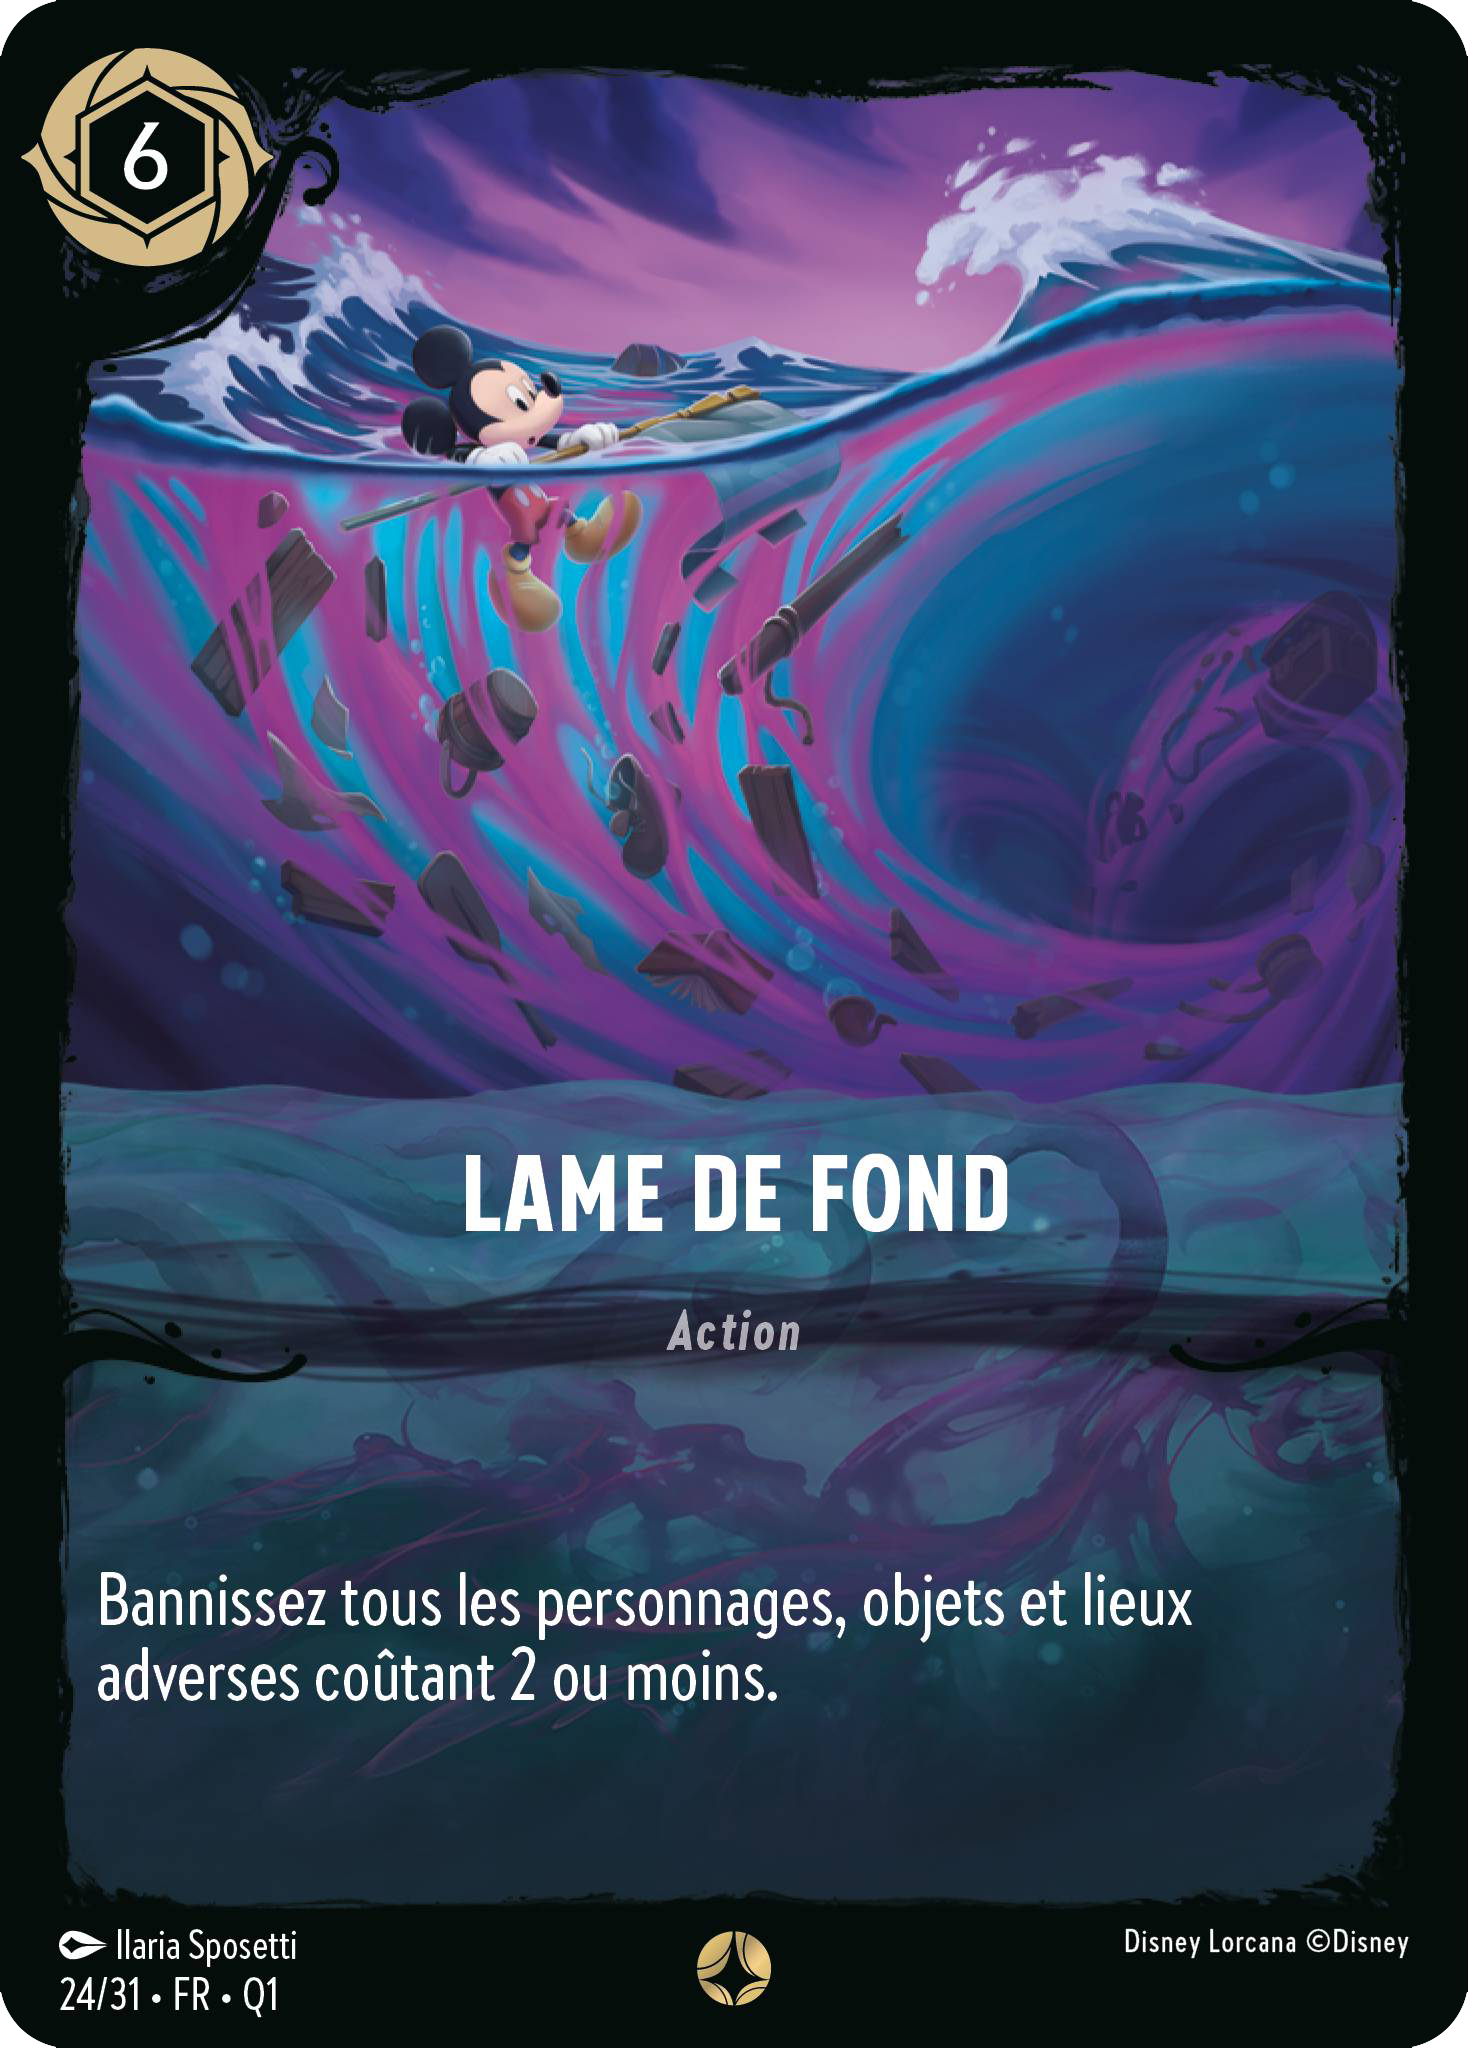 6
LAME DE FOND
Action
Bannissez tous les personnages, objets et lieux
adverses coûtant 2 ou moins.
Ilaria Sposetti
Disney Lorcana ©Disney
24/31 • FR • Q1